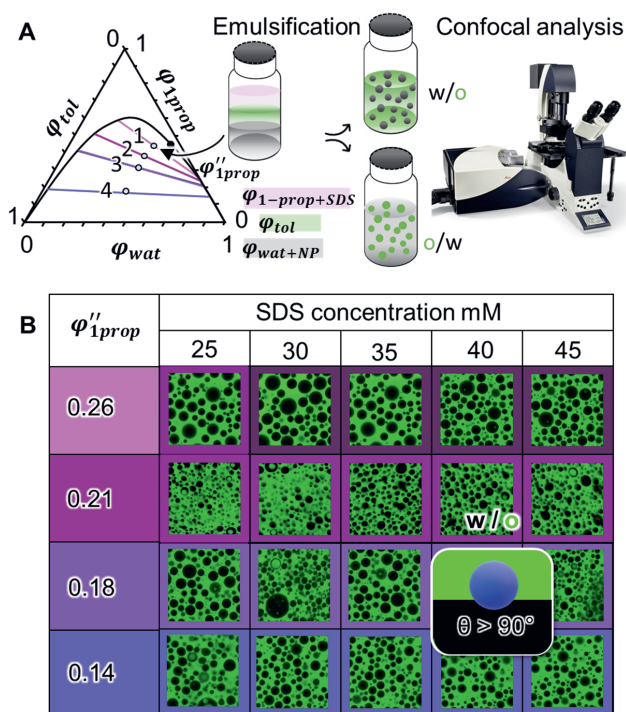 A
Emulsification
Confocal analysis
0 1
φtol
φ1prop
1
2
3
4
φ''1prop
1 0
0 1
φwat
φ1−prop+SDS
φtol
φwat+NP
w/o
o/w
B
φ''1prop
SDS concentration mM
25 30 35 40 45
0.26
0.21
w/o
0.18
θ > 90°
0.14